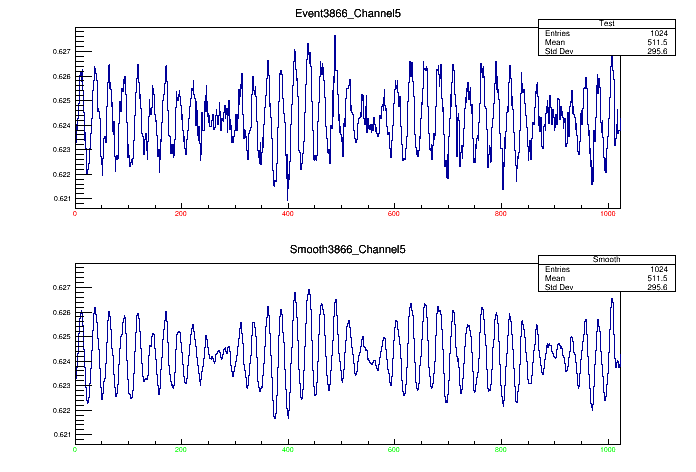 Event3866_Channel5
Test
Entries 1024
Mean 511.5
Std Dev 295.6
0.627
0.626
0.625
0.624
0.623
0.622
0.621
0 200 400 600 800 1000
Smooth3866_Channel5
Smooth
Entries 1024
Mean 511.5
Std Dev 295.6
0.627
0.626
0.625
0.624
0.623
0.622
0.621
0 200 400 600 800 1000